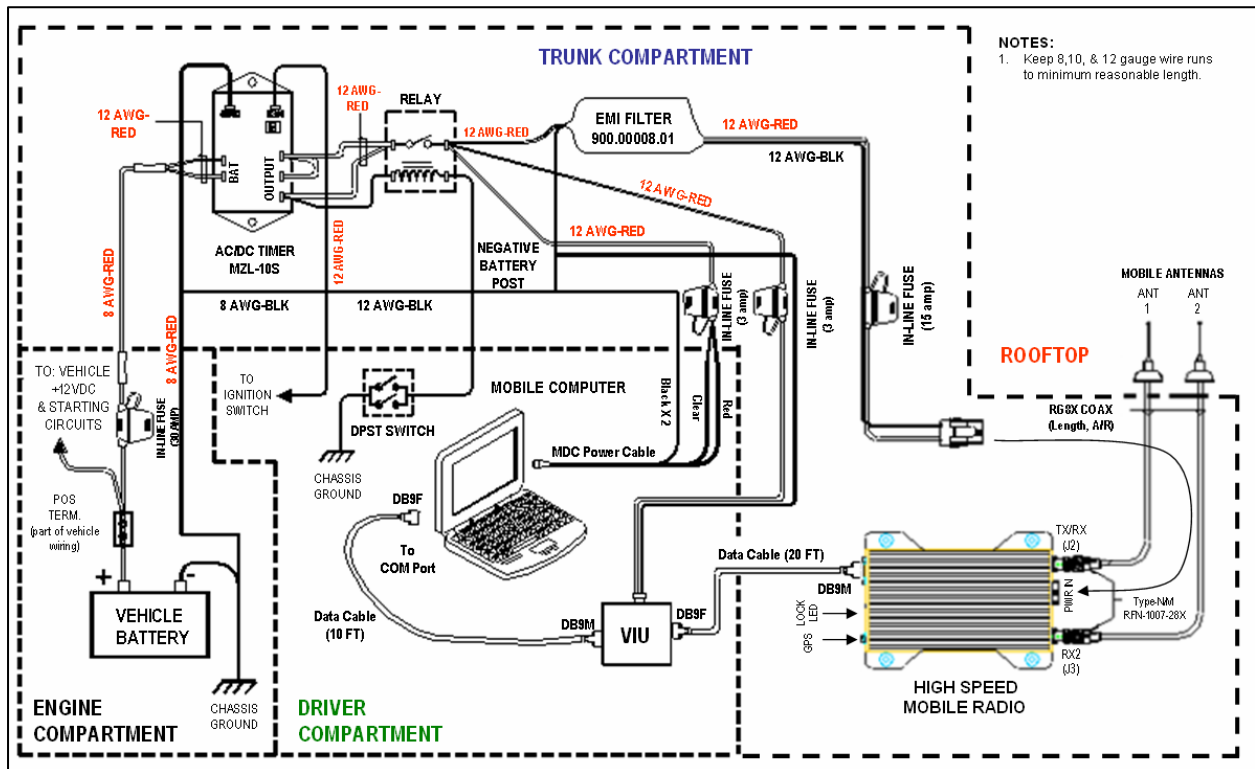 TRUNK COMPARTMENT
NOTES:
1. Keep 8,10, & 12 gauge wire runs
to minimum reasonable length.
12 AWG-
RED
12 AWG-
RED
RELAY
12 AWG-RED
EMI FILTER
900.00008.01
12 AWG-RED
12 AWG-BLK
BAT
OUTPUT
AC/DC TIMER
MZL-10S
12 AWG-RED
12 AWG-RED
12 AWG-RED
NEGATIVE
BATTERY
POST
8 AWG-RED
8 AWG-BLK
12 AWG-BLK
8 AWG-RED
IN-LINE FUSE
(3 amp)
IN-LINE FUSE
(3 amp)
IN-LINE FUSE
(15 amp)
MOBILE ANTENNAS
ANT
1
ANT
2
ROOFTOP
RG8X COAX
(Length, A/R)
TO: VEHICLE
+12VDC
& STARTING
CIRCUITS
IN-LINE FUSE
(30 AMP)
TO
IGNITION
SWITCH
DPST SWITCH
CHASSIS
GROUND
MOBILE COMPUTER
Black X 2
Clear
Red
MDC Power Cable
POS
TERM.
(part of vehicle
wiring)
+
-
VEHICLE
BATTERY
CHASSIS
GROUND
DB9F
To
COM Port
Data Cable
(10 FT)
DB9M
VIU
DB9F
Data Cable (20 FT)
DB9M
LOCK
LED
GPS
TX/RX
(J2)
PWR IN
Type-N/M
RFN-1007-28X
RX2
(J3)
HIGH SPEED
MOBILE RADIO
ENGINE
COMPARTMENT
DRIVER
COMPARTMENT